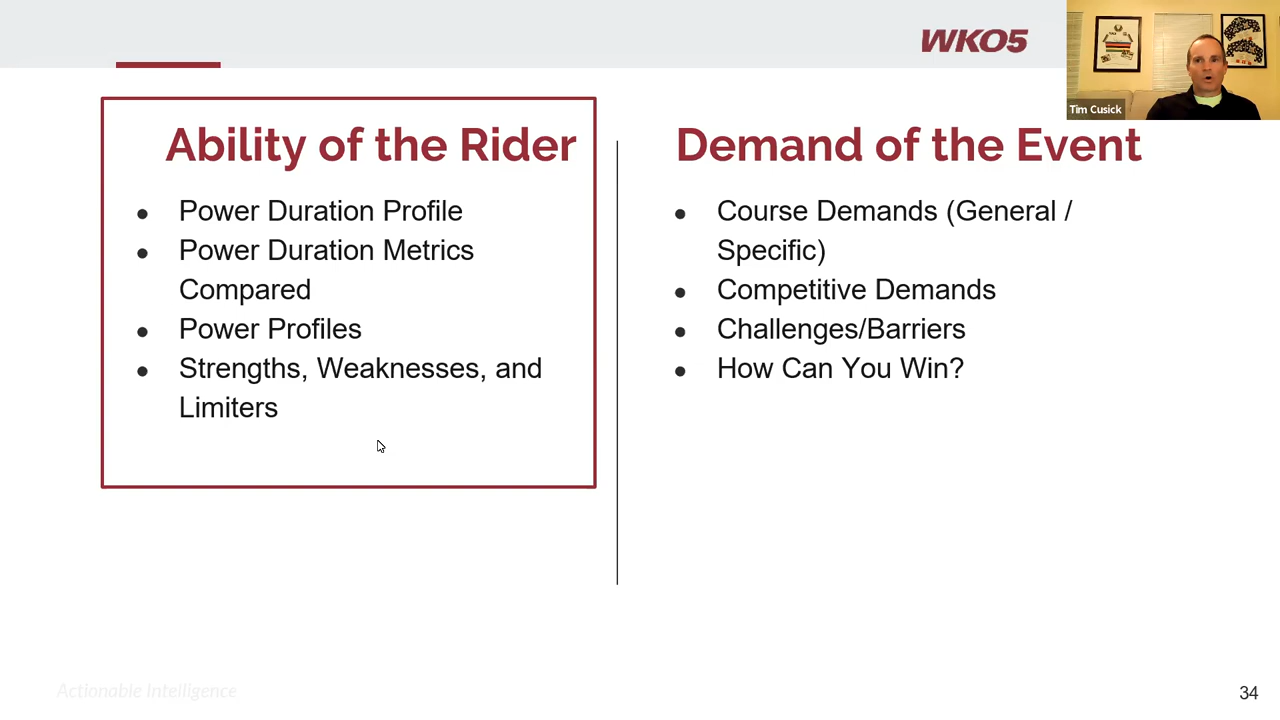 WKO5
Tim Cusick
Ability of the Rider
● Power Duration Profile
● Power Duration Metrics
Compared
● Power Profiles
● Strengths, Weaknesses, and
Limiters
Demand of the Event
● Course Demands (General /
Specific)
● Competitive Demands
● Challenges/Barriers
● How Can You Win?
Actionable Intelligence
34